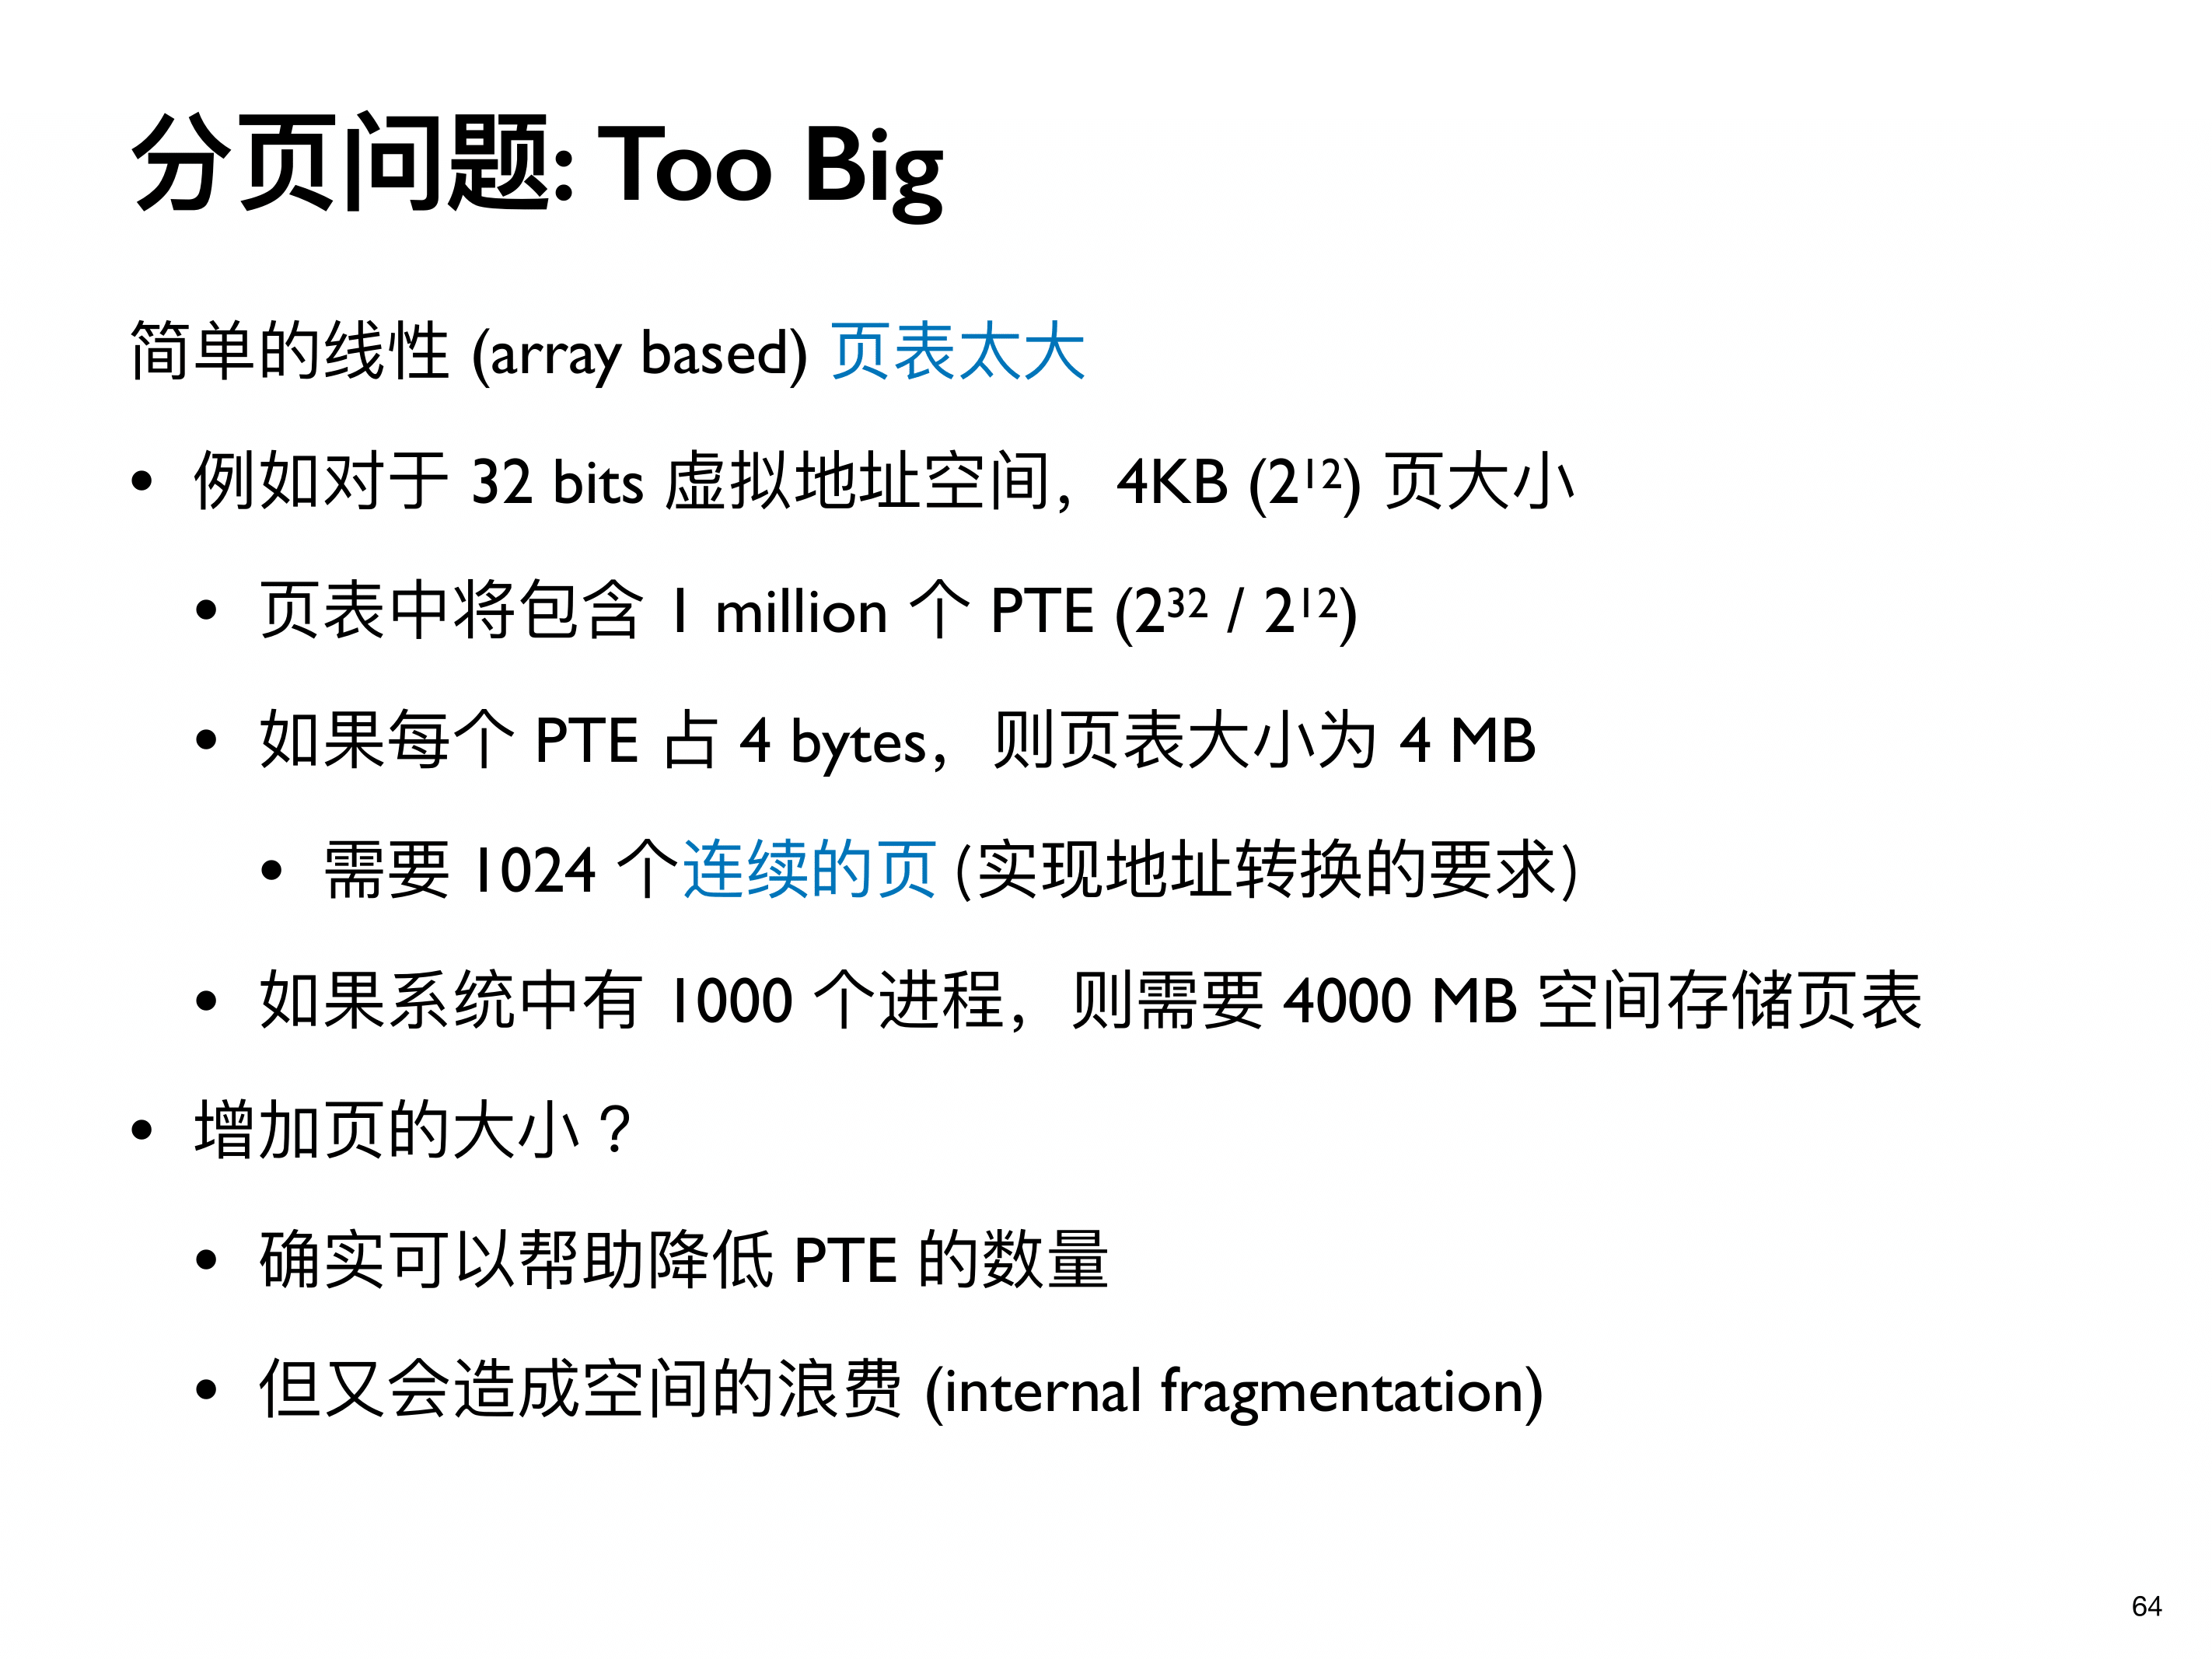 分页问题: Too Big
简单的线性 (array based) 页表太大
• 例如对于 32 bits 虚拟地址空间，4KB (2¹²) 页大小
• 页表中将包含 1 million 个 PTE (2³² / 2¹²)
• 如果每个 PTE 占 4 bytes，则页表大小为 4 MB
• 需要 1024 个连续的页 (实现地址转换的要求)
• 如果系统中有 1000 个进程，则需要 4000 MB 空间存储页表
• 增加页的大小？
• 确实可以帮助降低 PTE 的数量
• 但又会造成空间的浪费 (internal fragmentation)
64